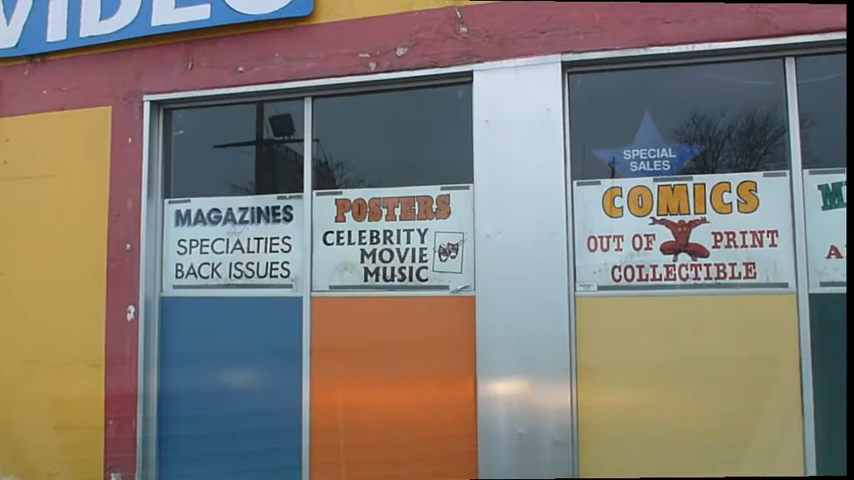 VIDEO
SPECIAL
SALES
MAGAZINES
SPECIALTIES
BACK ISSUES
POSTERS
CELEBRITY
MOVIE
MUSIC
COMICS
OUT OF PRINT
COLLECTIBLE